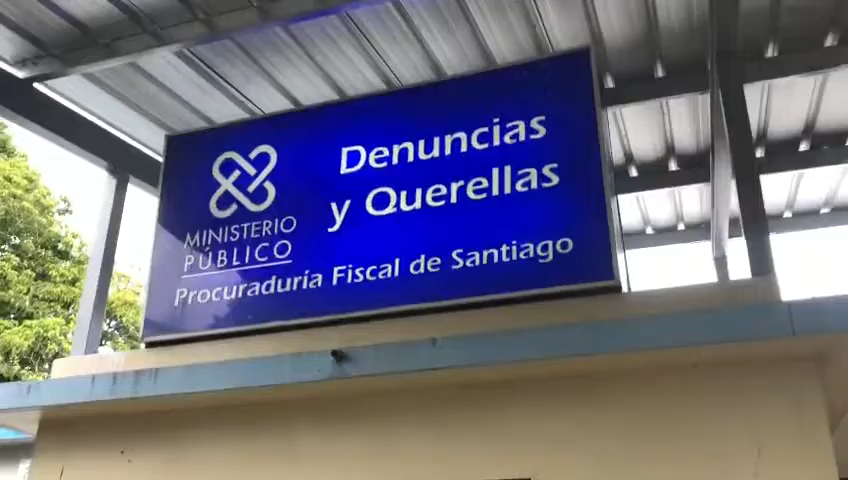 MINISTERIO
PÚBLICO
Denuncias
y Querellas
Procuraduría Fiscal de Santiago